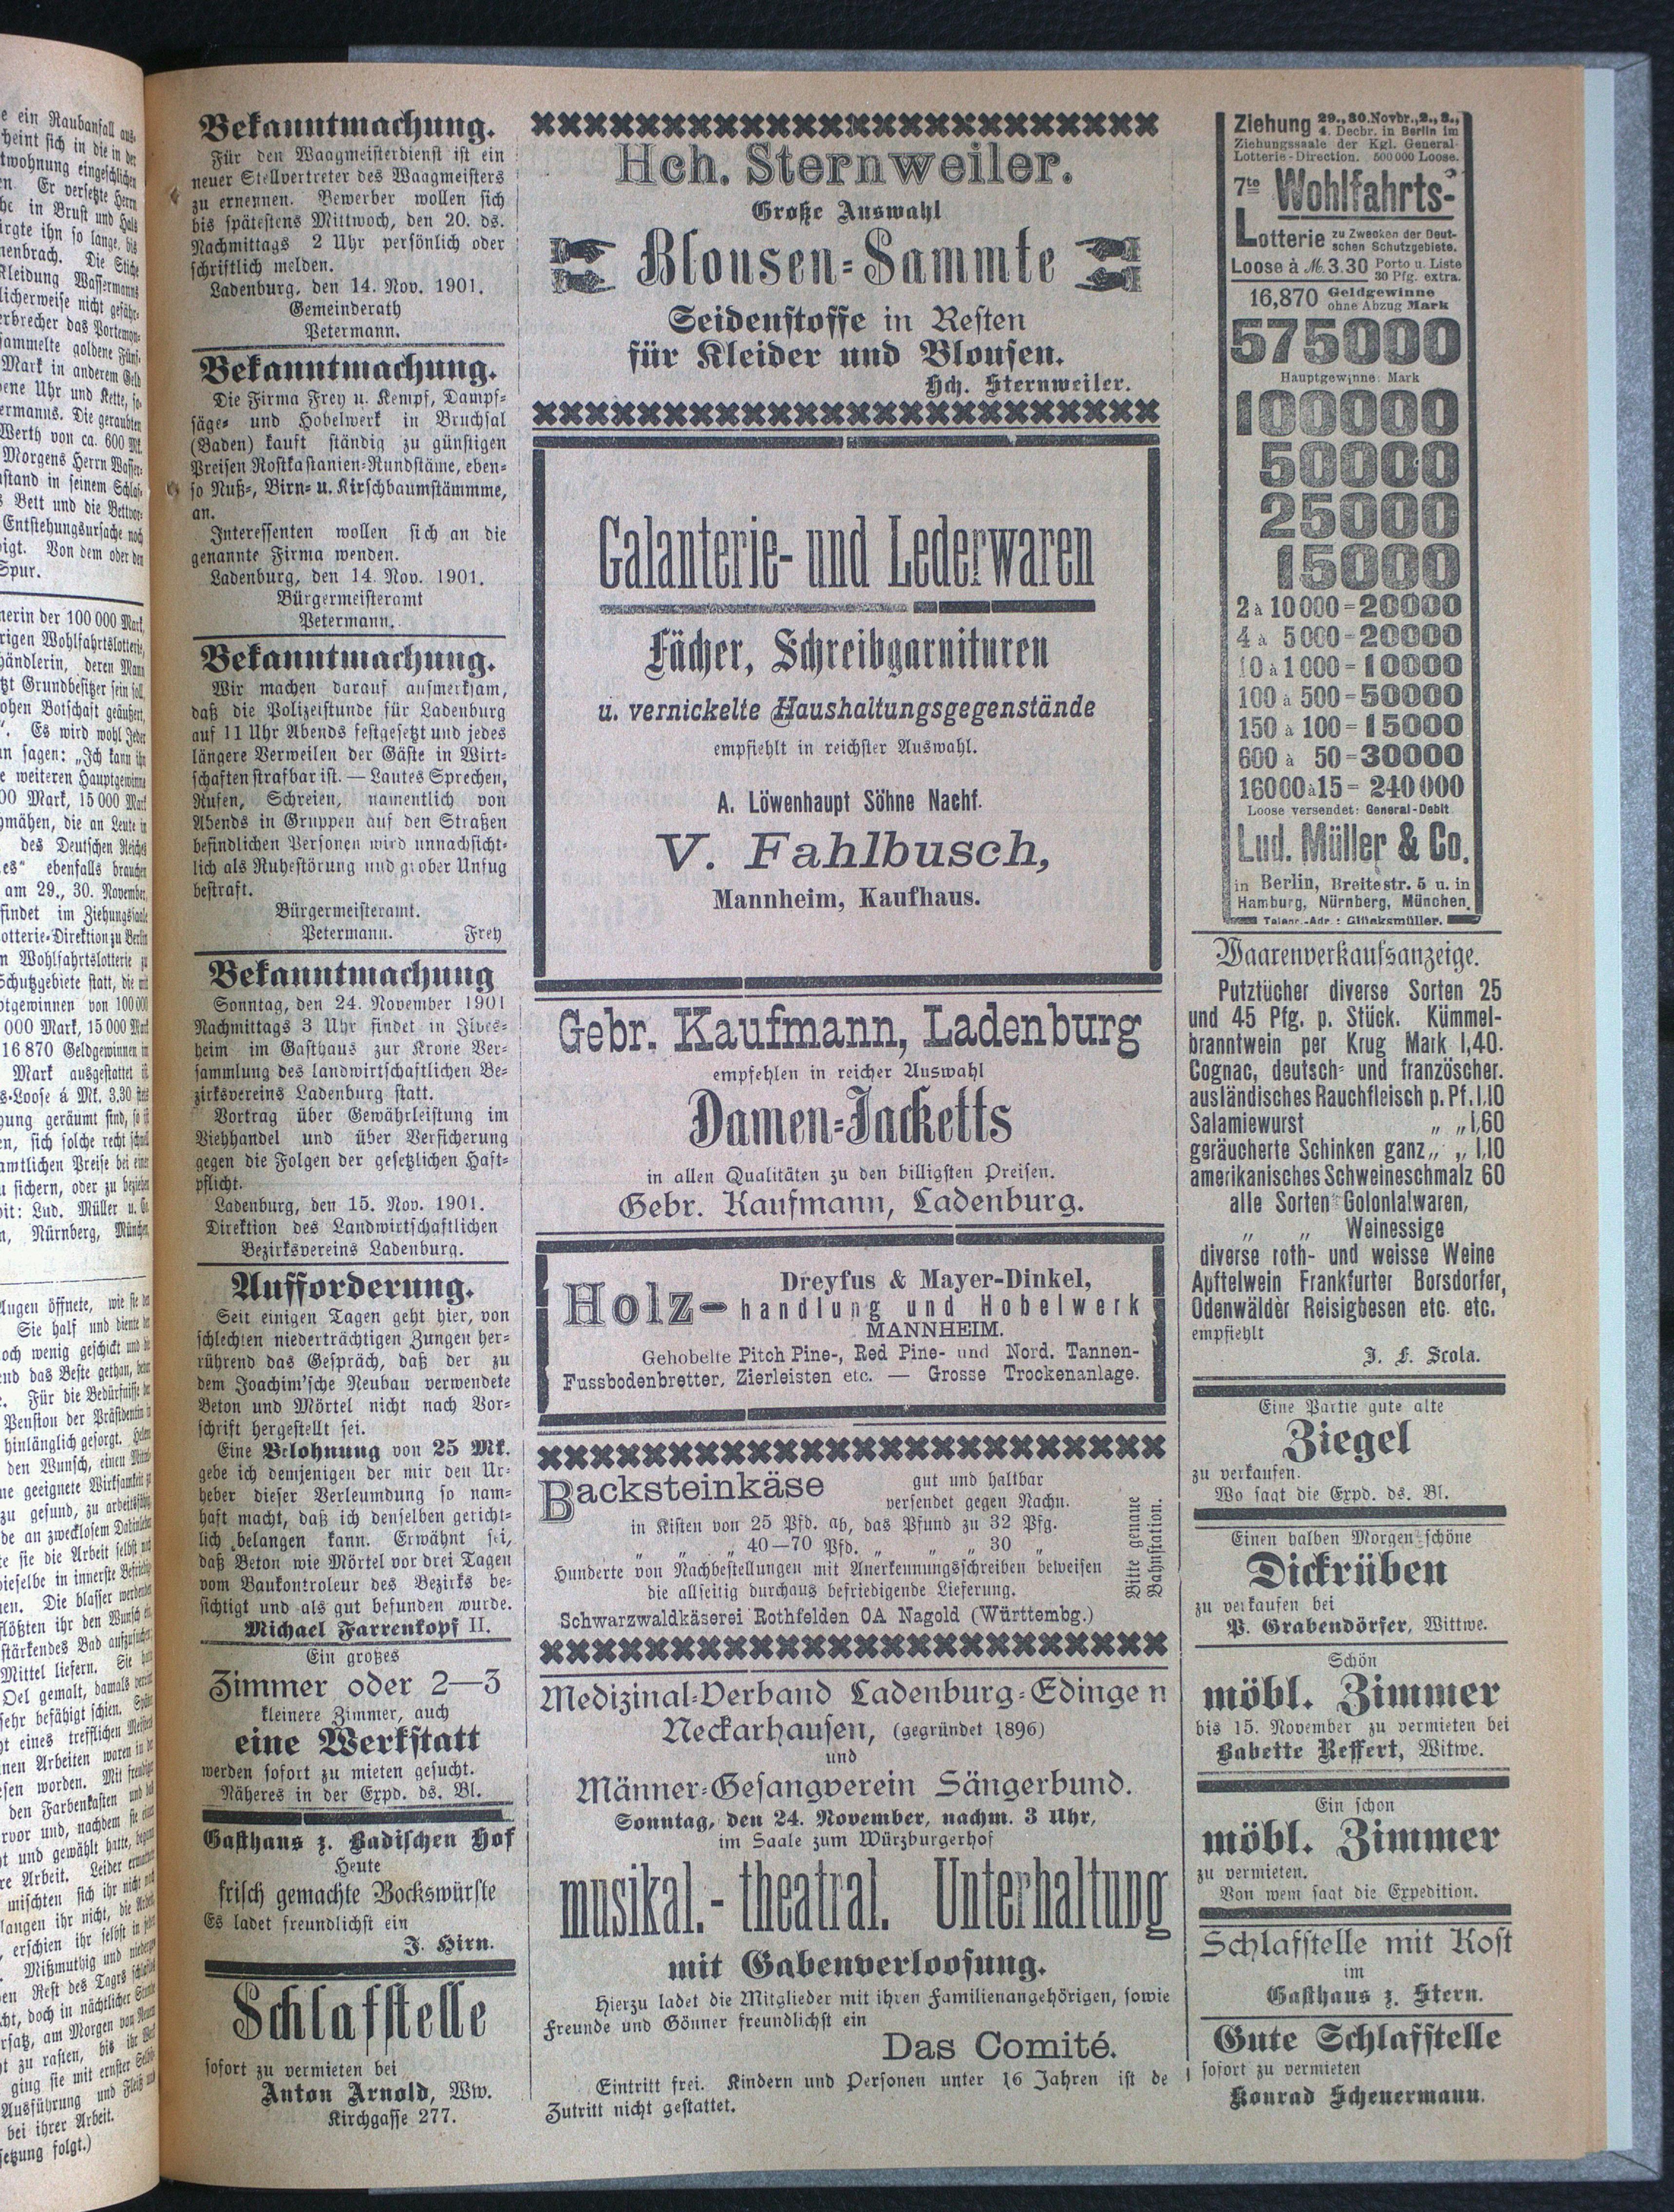 Bekanntmachung.
Für den Waagmeisterdienst ist ein
neuer Stellvertreter des Waagmeisters
zu ernennen. Bewerber wollen sich
bis spätestens Mittwoch, den 20. ds.
Nachmittags 2 Uhr persönlich oder
schriftlich melden.
Ladenburg, den 14. Nov. 1901.
Gemeinderath
Petermann.
Bekanntmachung.
Die Firma Frey u. Kempf, Dampf-
säge- und Hobelwerk in Bruchsal
(Baden) kauft ständig zu günstigen
Preisen Roßkastanien-Rundstäme, eben-
so Nuß-, Birn- u. Kirschbaumstämmme,
an.
Interessenten wollen sich an die
genannte Firma wenden.
Ladenburg, den 14. Nov. 1901.
Bürgermeisteramt
Petermann.
Bekanntmachung.
Wir machen darauf aufmerksam,
daß die Polizeistunde für Ladenburg
auf 11 Uhr Abends festgesetzt und jedes
längere Verweilen der Gäste in Wirt-
schaften strafbar ist. — Lautes Sprechen,
Rufen, Schreien, namentlich von
Abends in Gruppen auf den Straßen
befindlichen Personen wird unnachsicht-
lich als Ruhestörung und grober Unfug
bestraft.
Bürgermeisteramt.
Petermann. Frey
Bekanntmachung
Sonntag, den 24. November 1901
Nachmittags 3 Uhr findet in Ilves-
heim im Gasthaus zur Krone Ver-
sammlung des landwirtschaftlichen Be-
zirksvereins Ladenburg statt.
Vortrag über Gewährleistung im
Viehhandel und über Versicherung
gegen die Folgen der gesetzlichen Haft-
pflicht.
Ladenburg, den 15. Nov. 1901.
Direktion des Landwirtschaftlichen
Bezirksvereins Ladenburg.
Aufforderung.
Seit einigen Tagen geht hier, von
schlechten niederträchtigen Zungen her-
rührend das Gespräch, daß der zu
dem Joachim'sche Neubau verwendete
Beton und Mörtel nicht nach Vor-
schrift hergestellt sei.
Eine Belohnung von 25 Mk.
gebe ich demjenigen der mir den Ur-
heber dieser Verleumdung so nam-
haft macht, daß ich denselben gericht-
lich belangen kann. Erwähnt sei,
daß Beton wie Mörtel vor drei Tagen
vom Baukontroleur des Bezirks be-
sichtigt und als gut befunden wurde.
Michael Farrenkopf II.
Ein großes
Zimmer oder 2—3
kleinere Zimmer, auch
eine Werkstatt
werden sofort zu mieten gesucht.
Näheres in der Expd. ds. Bl.
Gasthaus z. Badischen Hof
Heute
frisch gemachte Bockswürste
Es ladet freundlichst ein
J. Hirn.
Schlafstelle
sofort zu vermieten bei
Anton Arnold, Ww.
Kirchgasse 277.
Hch. Sternweiler.
Große Auswahl
Blousen-Sammte
Seidenstoffe in Resten
für Kleider und Blousen.
Hch. Sternweiler.
Galanterie- und Lederwaren
Fächer, Schreibgarnituren
u. vernickelte Haushaltungsgegenstände
empfiehlt in reichster Auswahl.
A. Löwenhaupt Söhne Nachf.
V. Fahlbusch,
Mannheim, Kaufhaus.
Gebr. Kaufmann, Ladenburg
empfehlen in reicher Auswahl
Damen-Jacketts
in allen Qualitäten zu den billigsten Preisen.
Gebr. Kaufmann, Ladenburg.
Dreyfus & Mayer-Dinkel,
Holz- handlung und Hobelwerk
MANNHEIM.
Gehobelte Pitch Pine-, Red Pine- und Nord. Tannen-
Fussbodenbretter, Zierleisten etc. — Grosse Trockenanlage.
Backsteinkäse gut und haltbar
versendet gegen Nachn.
in Kisten von 25 Pfd. ab, das Pfund zu 32 Pfg.
„ „ „ 40—70 Pfd. „ „ „ 30 „
Hunderte von Nachbestellungen mit Anerkennungsschreiben beweisen
die allseitig durchaus befriedigende Lieferung.
Schwarzwaldkäserei Rothfelden OA Nagold (Württembg.)
Bitte genaue
Bahnstation.
Medizinal-Verband Ladenburg-Edinge n
Neckarhausen, (gegründet 1896)
und
Männer-Gesangverein Sängerbund.
Sonntag, den 24. November, nachm. 3 Uhr,
im Saale zum Würzburgerhof
musikal.- theatral. Unterhaltung
mit Gabenverloosung.
Hierzu ladet die Mitglieder mit ihren Familienangehörigen, sowie
Freunde und Gönner freundlichst ein
Das Comité.
Eintritt frei. Kindern und Personen unter 16 Jahren ist de
Zutritt nicht gestattet.
Ziehung 29., 30. Novbr., 2., 3.,
4. Decbr. in Berlin im
Ziehungssaale der Kgl. General-
Lotterie-Direction. 500000 Loose.
7te Wohlfahrts-
Lotterie zu Zwecken der Deut-
schen Schutzgebiete.
Loose à M. 3.30 Porto u. Liste
30 Pfg. extra.
16,870 Geldgewinne
ohne Abzug Mark
575000
Hauptgewinne: Mark
100000
50000
25000
15000
2 à 10000=20000
4 à 5000=20000
10 à 1000=10000
100 à 500=50000
150 à 100=15000
600 à 50=30000
16000 à 15=240000
Loose versendet: General-Debit
Lud. Müller & Co.
in Berlin, Breitestr. 5 u. in
Hamburg, Nürnberg, München.
Telegr.-Adr.: Glücksmüller.
Waarenverkaufsanzeige.
Putztücher diverse Sorten 25
und 45 Pfg. p. Stück. Kümmel-
branntwein per Krug Mark 1,40.
Cognac, deutsch- und französcher.
ausländisches Rauchfleisch p. Pf. 1.10
Salamiewurst „ „ 1,60
geräucherte Schinken ganz „ „ 1,10
amerikanisches Schweineschmalz 60
alle Sorten Golonialwaren,
„ „ Weinessige
diverse roth- und weisse Weine
Apftelwein Frankfurter Borsdorfer,
Odenwälder Reisigbesen etc. etc.
empfiehlt
J. F. Scola.
Eine Partie gute alte
Ziegel
zu verkaufen.
Wo sagt die Expd. ds. Bl.
Einen halben Morgen schöne
Dickrüben
zu verkaufen bei
P. Grabendörfer, Wittwe.
Schön
möbl. Zimmer
bis 15. November zu vermieten bei
Babette Reffert, Witwe.
Ein schon
möbl. Zimmer
zu vermieten.
Von wem sagt die Expedition.
Schlafstelle mit Kost
im
Gasthaus z. Stern.
Gute Schlafstelle
sofort zu vermieten
Konrad Scheuermann.